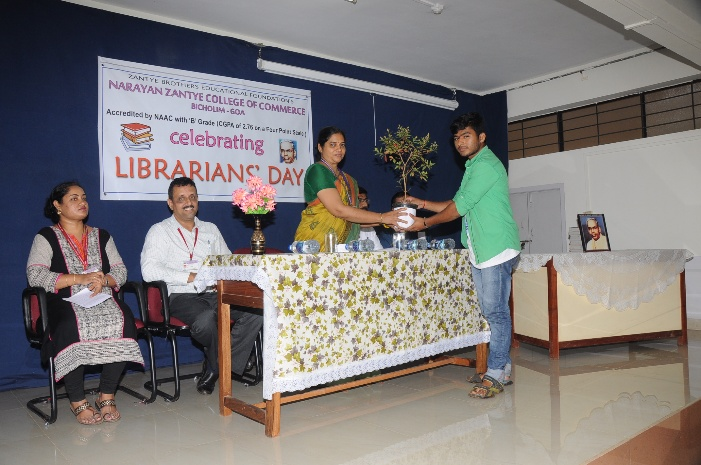 ZANTYE BROTHERS EDUCATIONAL FOUNDATION'S
NARAYAN ZANTYE COLLEGE OF COMMERCE
BICHOLIM - GOA
Accredited by NAAC with 'B' Grade (CGPA of 2.76 on a Four Point Scale)
celebrating
LIBRARIANS' DAY